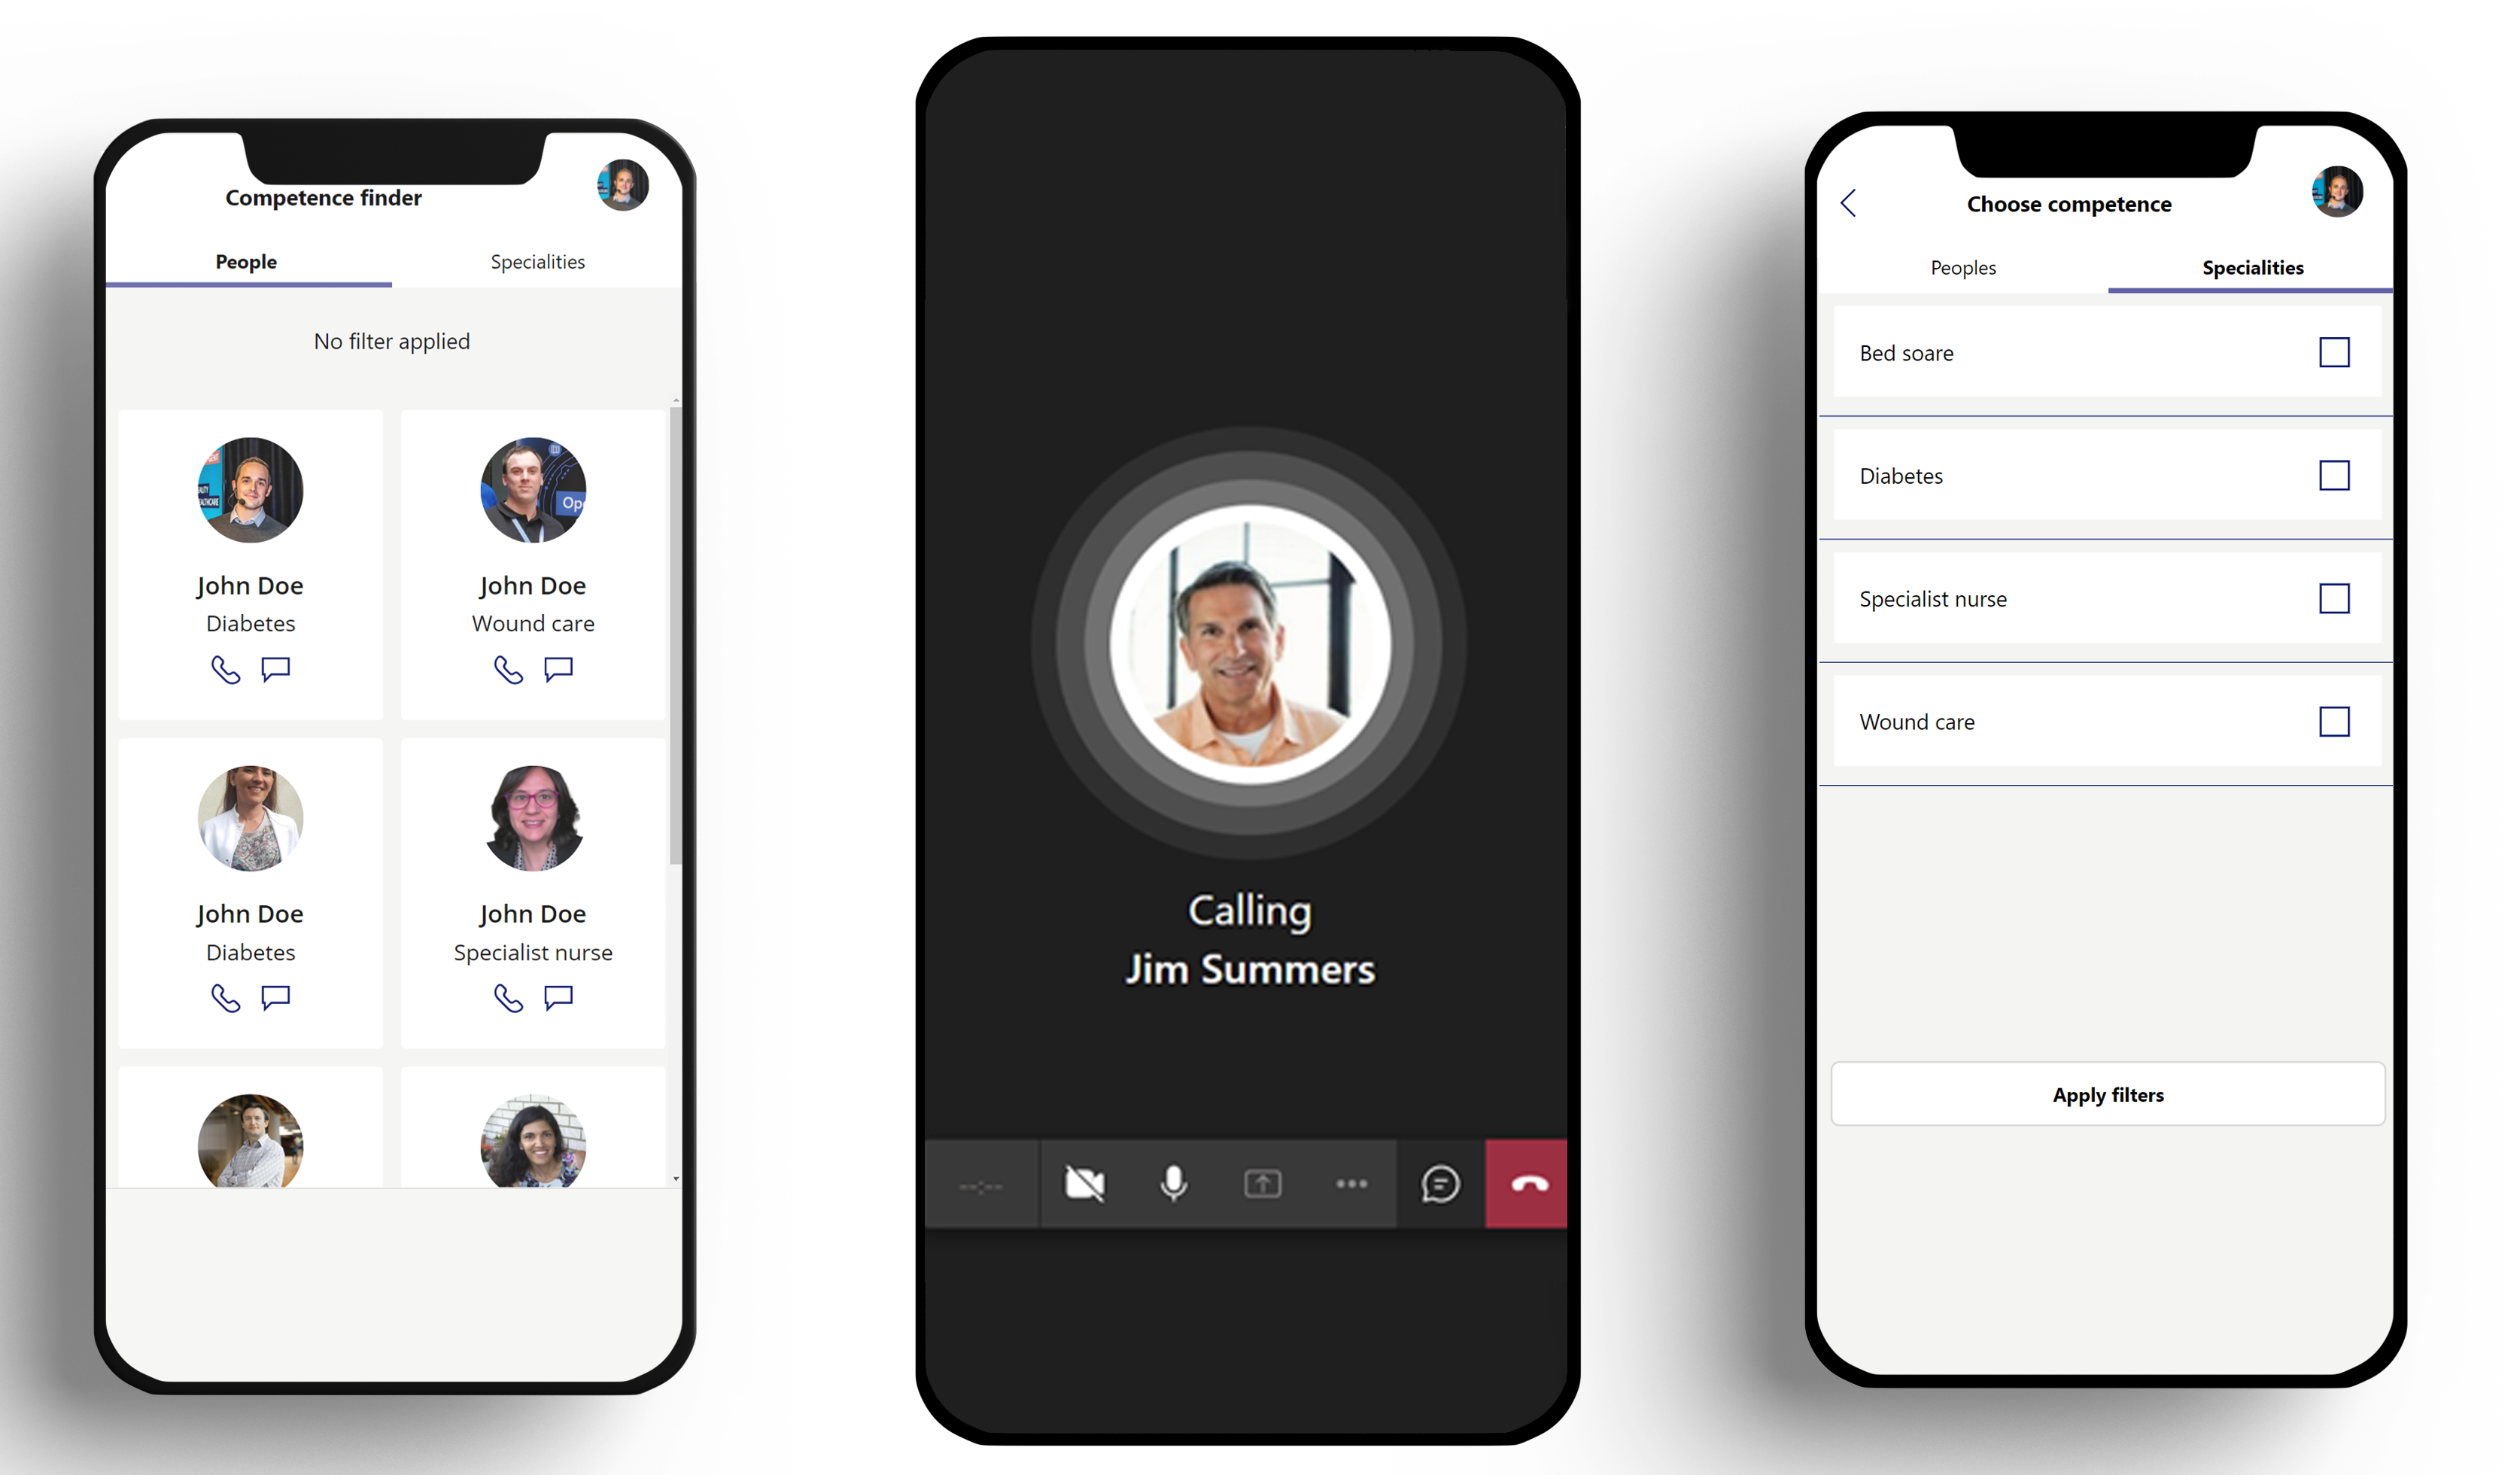 Competence finder
People
Specialities
No filter applied
John Doe
Diabetes
John Doe
Wound care
John Doe
Diabetes
John Doe
Specialist nurse
Calling
Jim Summers
--:--
Choose competence
Peoples
Specialities
Bed soare
Diabetes
Specialist nurse
Wound care
Apply filters